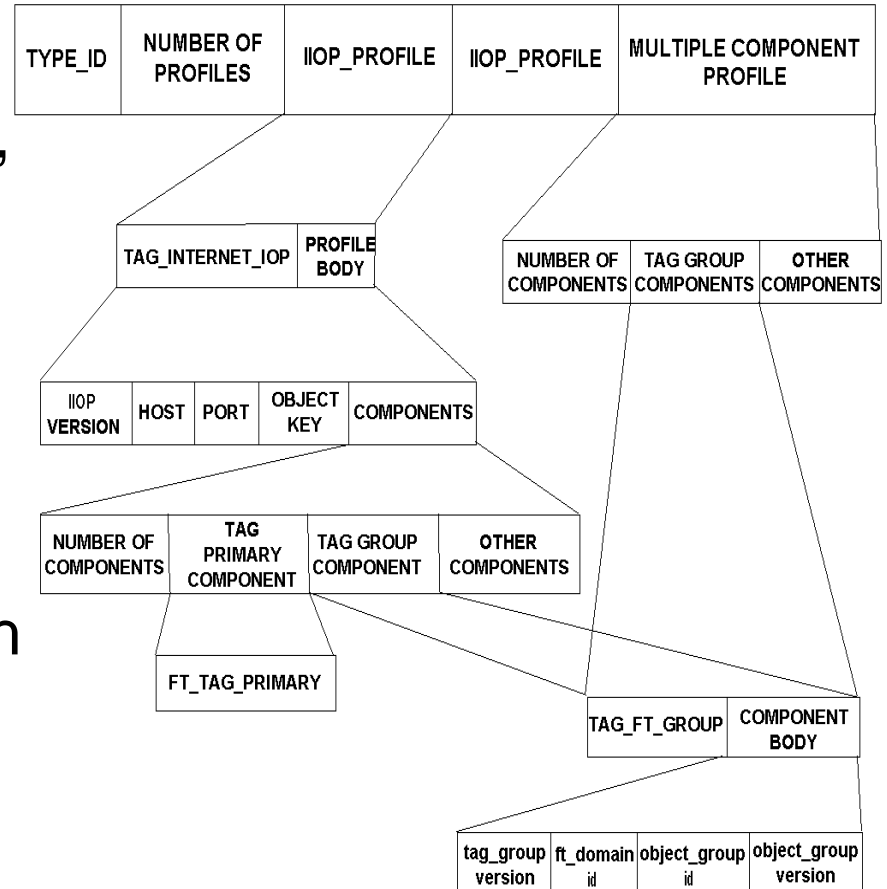 TYPE_ID
NUMBER OF
PROFILES
IIOP_PROFILE
IIOP_PROFILE
MULTIPLE COMPONENT
PROFILE
,
TAG_INTERNET_IOP
PROFILE
BODY
NUMBER OF
COMPONENTS
TAG GROUP
COMPONENTS
OTHER
COMPONENTS
IIOP
VERSION
HOST
PORT
OBJECT
KEY
COMPONENTS
NUMBER OF
COMPONENTS
TAG
PRIMARY
COMPONENT
TAG GROUP
COMPONENT
OTHER
COMPONENTS
n
FT_TAG_PRIMARY
TAG_FT_GROUP
COMPONENT
BODY
tag_group
version
ft_domain
id
object_group
id
object_group
version